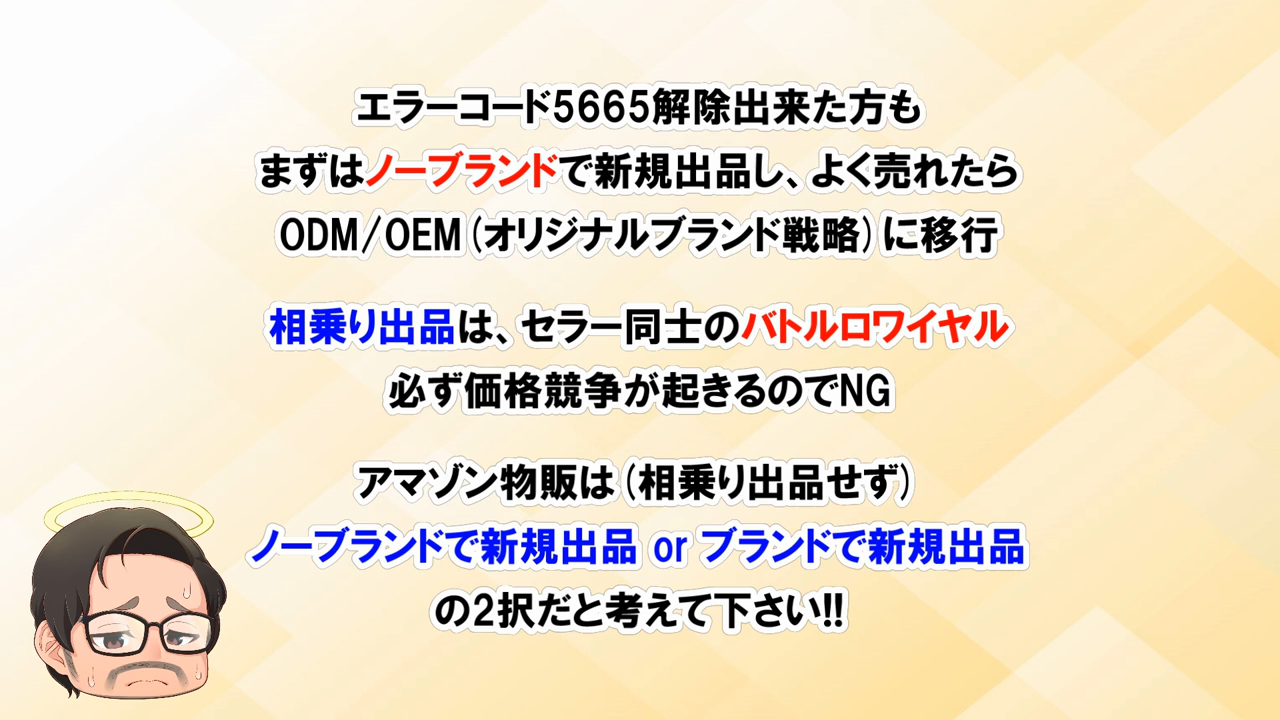 エラーコード5665解除出来た方も
まずはノーブランドで新規出品し、よく売れたら
ODM/OEM(オリジナルブランド戦略)に移行
相乗り出品は、セラー同士のバトルロワイヤル
必ず価格競争が起きるのでNG
アマゾン物販は(相乗り出品せず)
ノーブランドで新規出品 or ブランドで新規出品
の2択だと考えて下さい!!